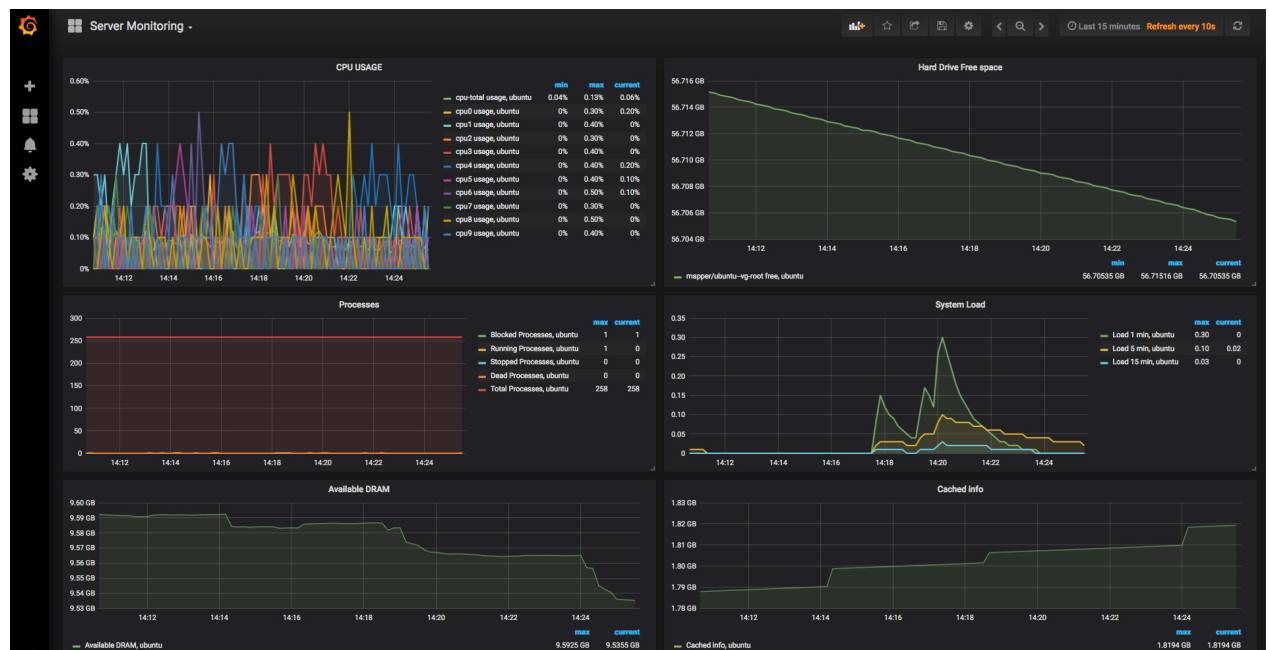 Server Monitoring
Last 15 minutes Refresh every 10s
CPU USAGE
0.60%
0.50%
0.40%
0.30%
0.20%
0.10%
0%
14:12 14:14 14:16 14:18 14:20 14:22 14:24
min max current
cpu-total usage, ubuntu 0.04% 0.13% 0.06%
cpu0 usage, ubuntu 0% 0.30% 0.20%
cpu1 usage, ubuntu 0% 0.40% 0%
cpu2 usage, ubuntu 0% 0.30% 0%
cpu3 usage, ubuntu 0% 0.40% 0%
cpu4 usage, ubuntu 0% 0.40% 0.20%
cpu5 usage, ubuntu 0% 0.40% 0.10%
cpu6 usage, ubuntu 0% 0.50% 0.10%
cpu7 usage, ubuntu 0% 0.30% 0%
cpu8 usage, ubuntu 0% 0.50% 0%
cpu9 usage, ubuntu 0% 0.40% 0%
Hard Drive Free space
56.716 GB
56.714 GB
56.712 GB
56.710 GB
56.708 GB
56.706 GB
56.704 GB
14:12 14:14 14:16 14:18 14:20 14:22 14:24
min max current
mapper/ubuntu-vg-root free, ubuntu 56.70535 GB 56.71516 GB 56.70535 GB
Processes
300
250
200
150
100
50
0
14:12 14:14 14:16 14:18 14:20 14:22 14:24
max current
Blocked Processes, ubuntu 1 1
Running Processes, ubuntu 1 0
Stopped Processes, ubuntu 0 0
Dead Processes, ubuntu 0 0
Total Processes, ubuntu 258 258
System Load
0.35
0.30
0.25
0.20
0.15
0.10
0.05
0
14:12 14:14 14:16 14:18 14:20 14:22 14:24
max current
Load 1 min, ubuntu 0.30 0
Load 5 min, ubuntu 0.10 0.02
Load 15 min, ubuntu 0.03 0
Available DRAM
9.60 GB
9.59 GB
9.58 GB
9.57 GB
9.56 GB
9.55 GB
9.54 GB
9.53 GB
14:12 14:14 14:16 14:18 14:20 14:22 14:24
max current
Available DRAM, ubuntu 9.5925 GB 9.5355 GB
Cached info
1.83 GB
1.82 GB
1.81 GB
1.80 GB
1.79 GB
1.78 GB
14:12 14:14 14:16 14:18 14:20 14:22 14:24
max current
Cached info, ubuntu 1.8194 GB 1.8194 GB